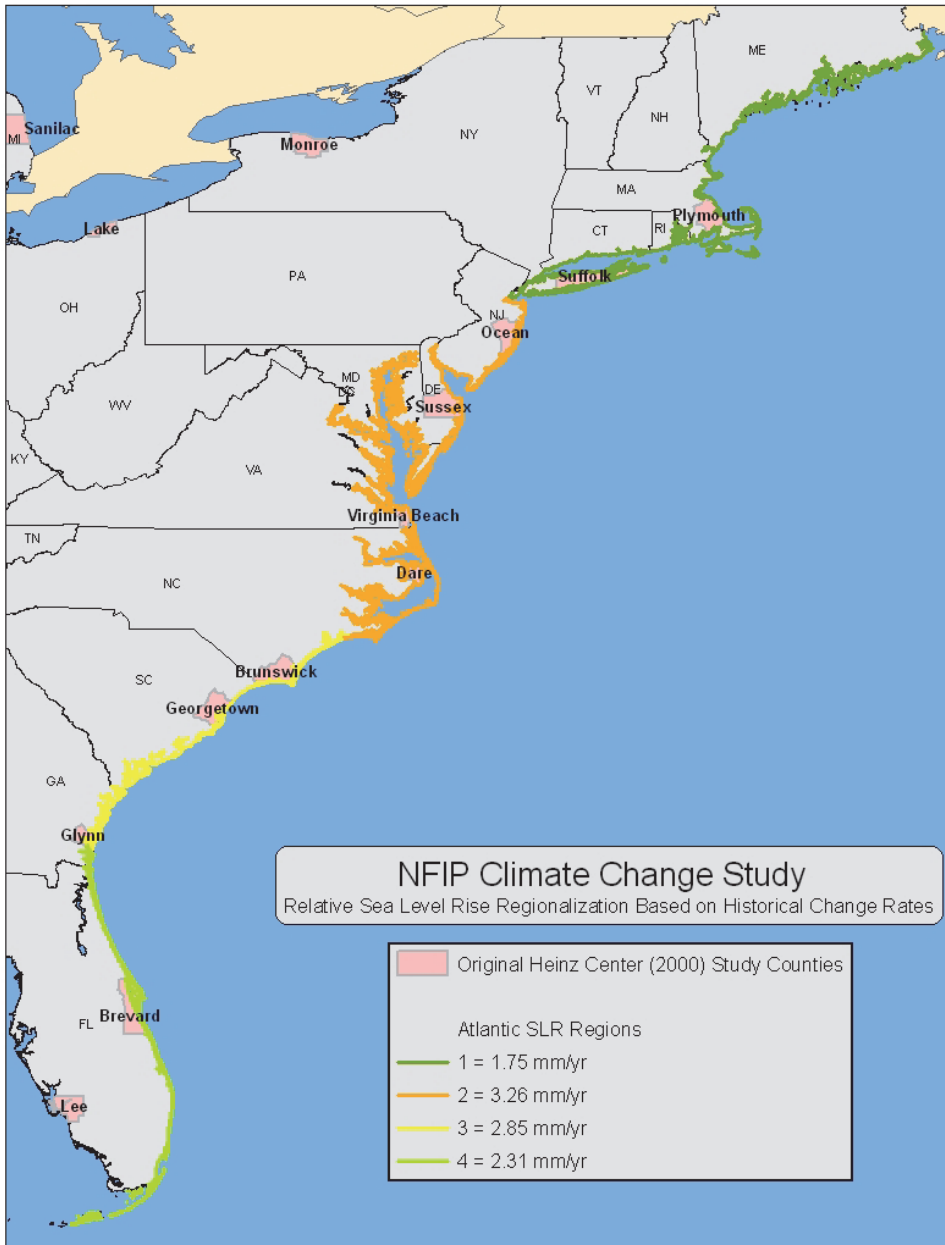 ME
VT
NH
NY
MI
Sanilac
Monroe
MA
Plymouth
CT
RI
Lake
Suffolk
PA
OH
NJ
Ocean
MD
DC
DE
Sussex
WV
KY
VA
Virginia Beach
TN
NC
Dare
SC
Brunswick
Georgetown
GA
Glynn
NFIP Climate Change Study
Relative Sea Level Rise Regionalization Based on Historical Change Rates
Original Heinz Center (2000) Study Counties
Atlantic SLR Regions
1 = 1.75 mm/yr
2 = 3.26 mm/yr
3 = 2.85 mm/yr
4 = 2.31 mm/yr
Brevard
FL
Lee